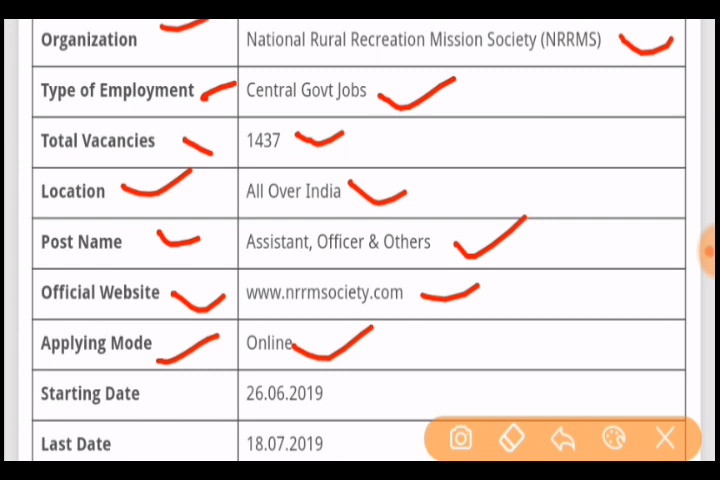 Organization National Rural Recreation Mission Society (NRRMS)
Type of Employment Central Govt Jobs
Total Vacancies 1437
Location All Over India
Post Name Assistant, Officer & Others
Official Website www.nrrmsociety.com
Applying Mode Online
Starting Date 26.06.2019
Last Date 18.07.2019